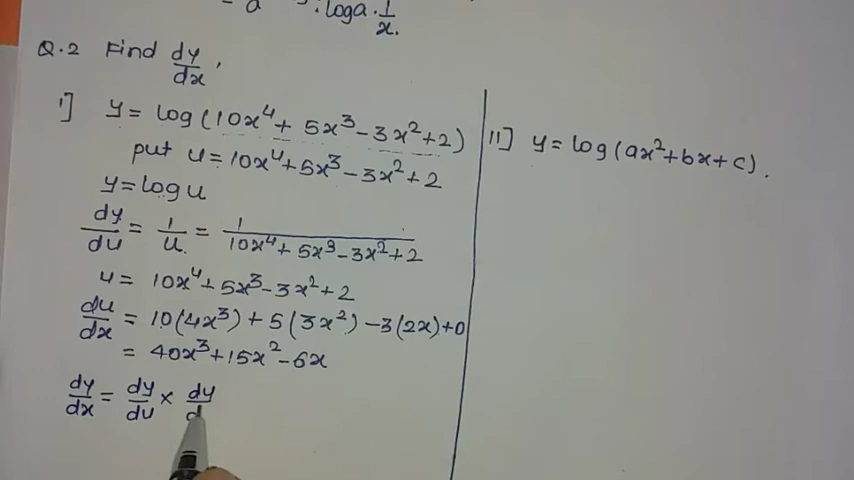 = a : loga · 1/x.
Q.2 Find dy/dx,
i] y = log(10x⁴ + 5x³ - 3x² + 2)
put u = 10x⁴ + 5x³ - 3x² + 2
y = log u
dy/du = 1/u. = 1/(10x⁴ + 5x³ - 3x² + 2)
u = 10x⁴ + 5x³ - 3x² + 2
du/dx = 10(4x³) + 5(3x²) - 3(2x) + 0
= 40x³ + 15x² - 6x
dy/dx = dy/du × dy/d
ii] y = log(ax² + bx + c).